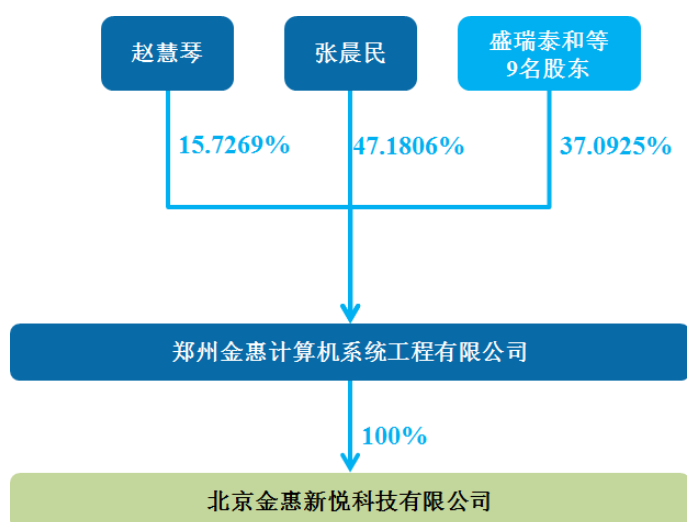 赵慧琴
张晨民
盛瑞泰和等
9名股东
15.7269%
47.1806%
37.0925%
郑州金惠计算机系统工程有限公司
100%
北京金惠新悦科技有限公司